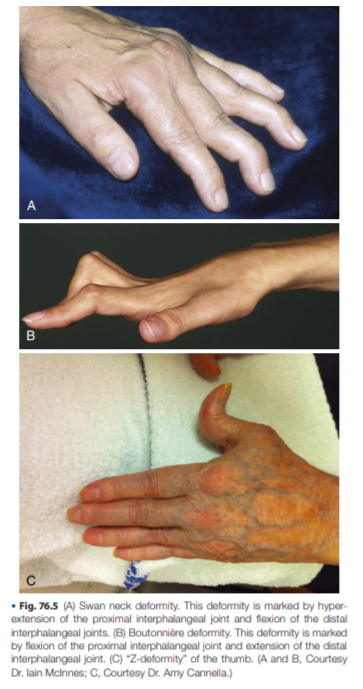 A
B
C
• Fig. 76.5 (A) Swan neck deformity. This deformity is marked by hyper-
extension of the proximal interphalangeal joint and flexion of the distal
interphalangeal joints. (B) Boutonnière deformity. This deformity is marked
by flexion of the proximal interphalangeal joint and extension of the distal
interphalangeal joint. (C) “Z-deformity” of the thumb. (A and B, Courtesy
Dr. Iain McInnes; C, Courtesy Dr. Amy Cannella.)